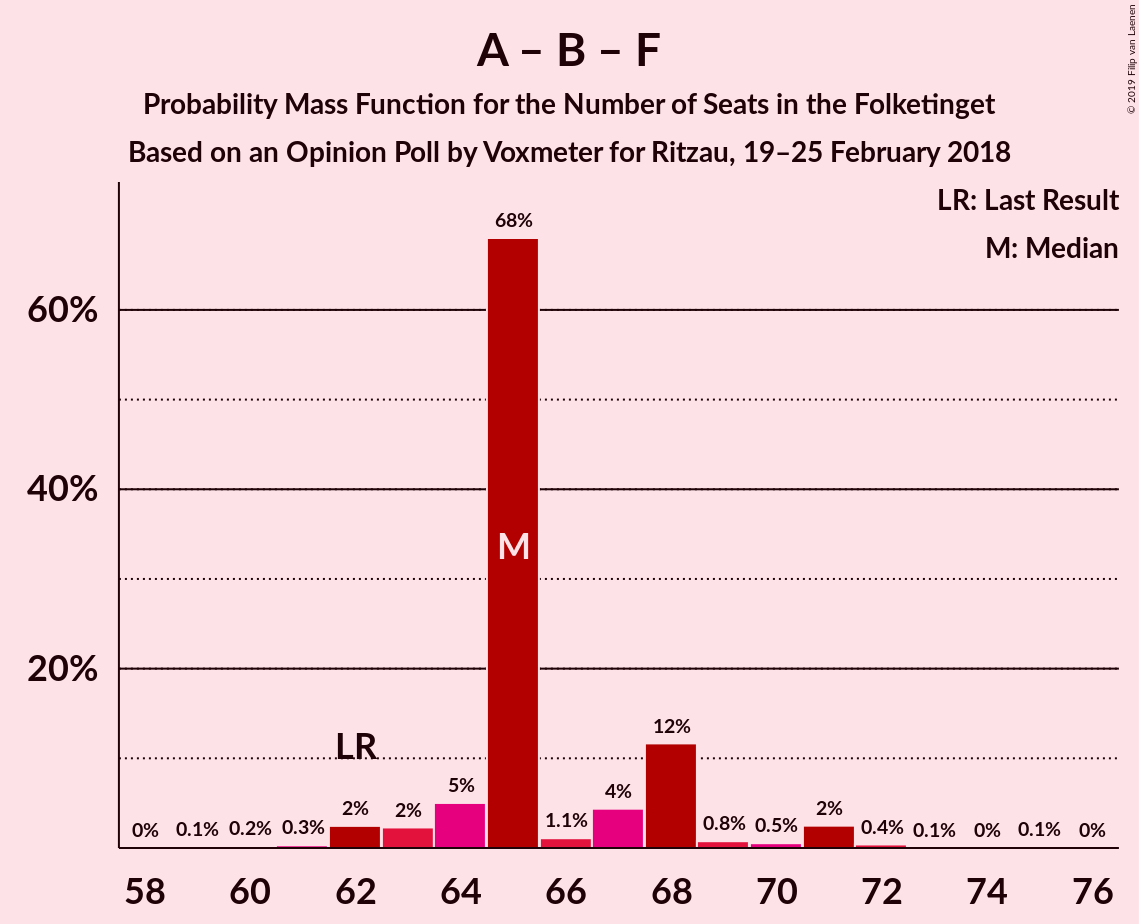 A – B – F
Probability Mass Function for the Number of Seats in the Folketinget
Based on an Opinion Poll by Voxmeter for Ritzau, 19–25 February 2018
© 2019 Filip van Laenen
LR: Last Result
M: Median
60%
40%
20%
68%
M
LR
0%
0.1%
0.2%
0.3%
2%
2%
5%
1.1%
4%
12%
0.8%
0.5%
2%
0.4%
0.1%
0%
0.1%
0%
58 60 62 64 66 68 70 72 74 76